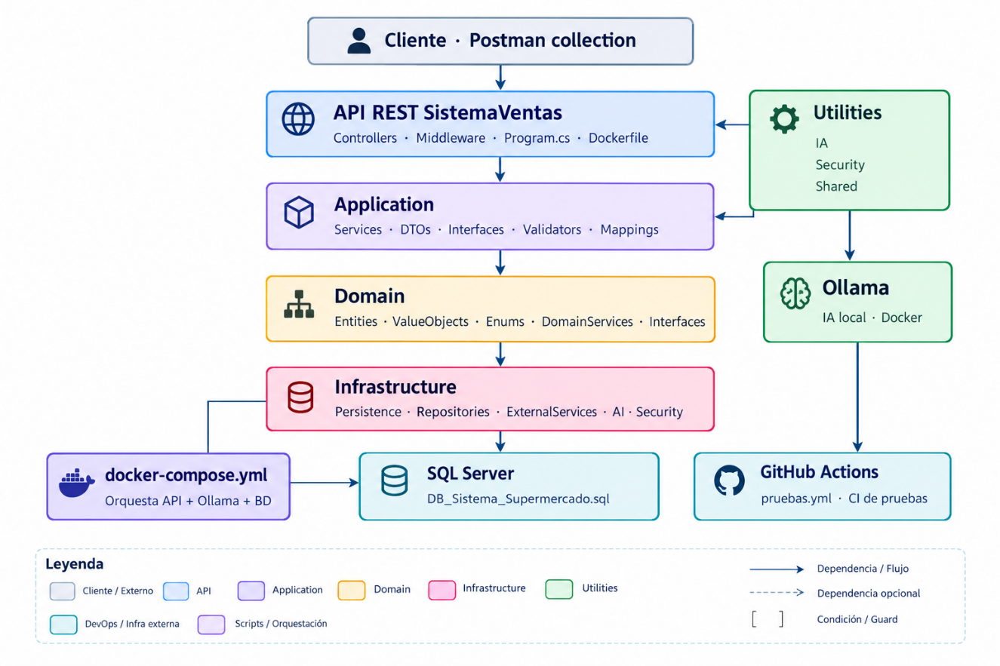 Cliente · Postman collection
API REST SistemaVentas
Controllers · Middleware · Program.cs · Dockerfile
Utilities
IA
Security
Shared
Application
Services · DTOs · Interfaces · Validators · Mappings
Domain
Entities · ValueObjects · Enums · DomainServices · Interfaces
Ollama
IA local · Docker
Infrastructure
Persistence · Repositories · ExternalServices · AI · Security
docker-compose.yml
Orquesta API + Ollama + BD
SQL Server
DB_Sistema_Supermercado.sql
GitHub Actions
pruebas.yml · CI de pruebas
Leyenda
Cliente / Externo
API
Application
Domain
Infrastructure
Utilities
DevOps / Infra externa
Scripts / Orquestación
Dependencia / Flujo
Dependencia opcional
[ ] Condición / Guard